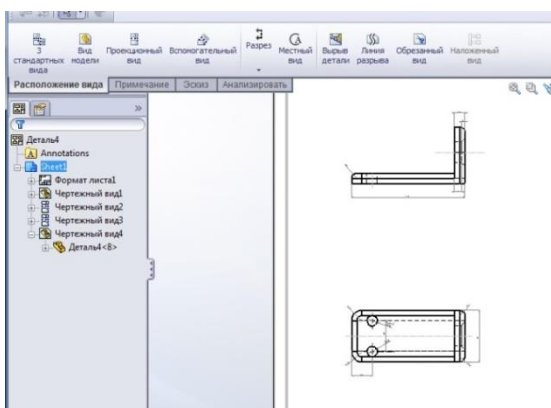 3 стандартных вида
Вид модели
Проекционный вид
Вспомогательный вид
Разрез
Местный вид
Вырыв детали
Линия разрыва
Обрезанный вид
Наложенный вид
Расположение вида
Примечание
Эскиз
Анализировать
Деталь4
Annotations
Sheet1
Формат листа1
Чертежный вид1
Чертежный вид2
Чертежный вид3
Чертежный вид4
Деталь4<8>